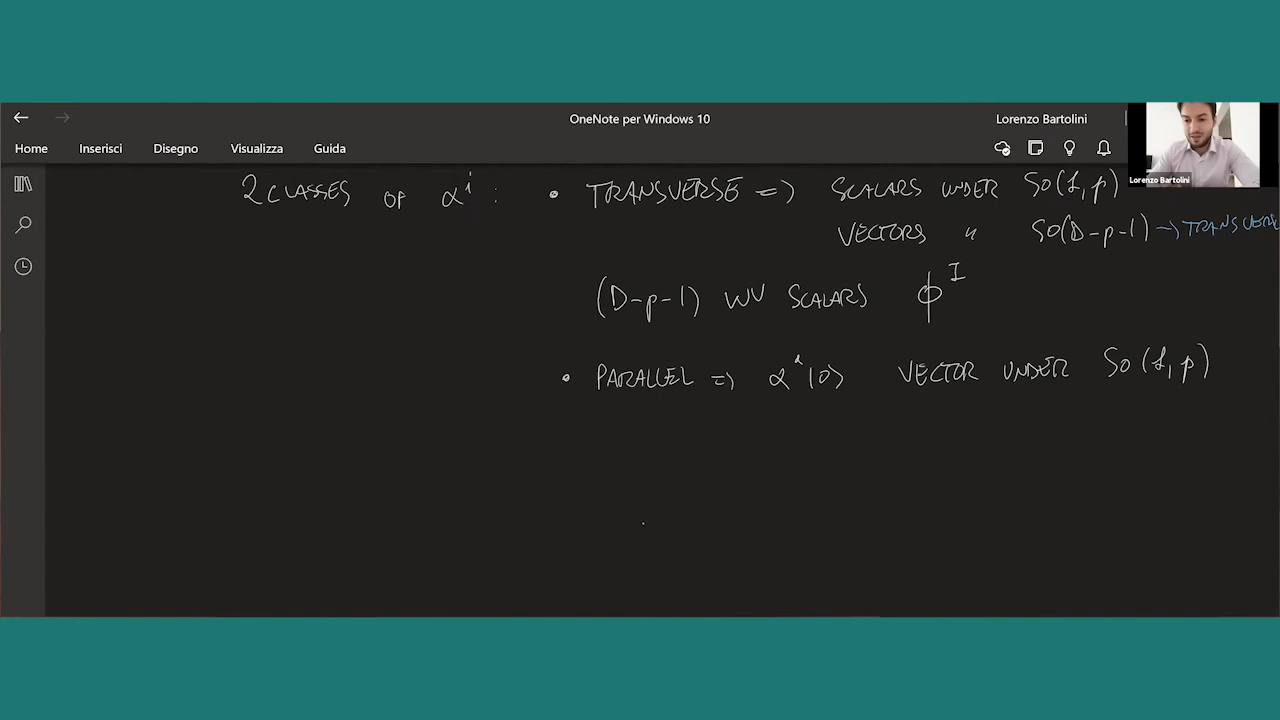 OneNote per Windows 10
Lorenzo Bartolini
Home Inserisci Disegno Visualizza Guida
Lorenzo Bartolini
2 CLASSES OF α^i : • TRANSVERSE => SCALARS UNDER SO(1,p)
VECTORS " SO(D-p-1) → TRANSVERS
(D-p-1) WV SCALARS ϕ^I
• PARALLEL => α^a |0> VECTOR UNDER SO(1,p)